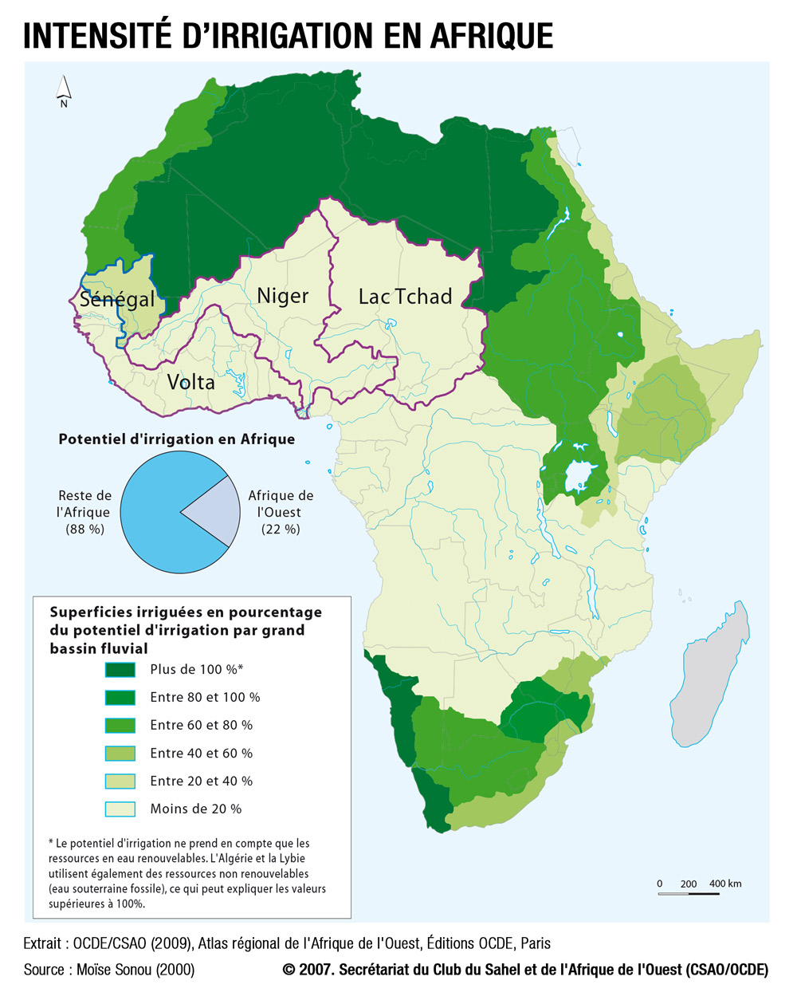 INTENSITÉ D'IRRIGATION EN AFRIQUE
N
Sénégal
Niger
Lac Tchad
Volta
Potentiel d'irrigation en Afrique
Reste de
l'Afrique
(88 %)
Afrique de
l'Ouest
(22 %)
Superficies irriguées en pourcentage
du potentiel d'irrigation par grand
bassin fluvial
Plus de 100 %*
Entre 80 et 100 %
Entre 60 et 80 %
Entre 40 et 60 %
Entre 20 et 40 %
Moins de 20 %
* Le potentiel d'irrigation ne prend en compte que les
ressources en eau renouvelables. L'Algérie et la Lybie
utilisent également des ressources non renouvelables
(eau souterraine fossile), ce qui peut expliquer les valeurs
supérieures à 100%.
0 200 400 km
Extrait : OCDE/CSAO (2009), Atlas régional de l'Afrique de l'Ouest, Éditions OCDE, Paris
Source : Moïse Sonou (2000)
© 2007. Secrétariat du Club du Sahel et de l'Afrique de l'Ouest (CSAO/OCDE)